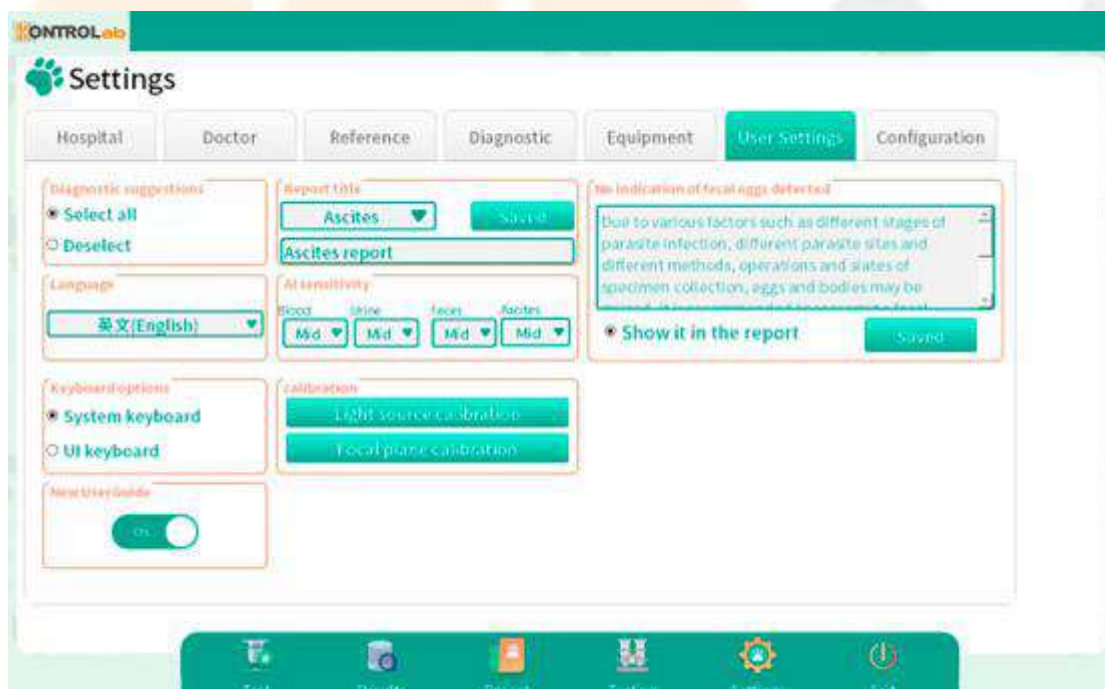 KONTROLab
Settings
Hospital
Doctor
Reference
Diagnostic
Equipment
User Settings
Configuration
Diagnostic suggestions
Select all
Deselect
Report title
Ascites
Saved
Ascites report
No indication of fecal eggs detected
Due to various factors such as different stages of
parasite infection, different parasite sites and
different methods, operations and states of
specimen collection, eggs and bodies may be
Show it in the report
Saved
Language
英文(English)
AI sensitivity
Blood Urine Feces Ascites
Mid Mid Mid Mid
Keyboard options
System keyboard
UI keyboard
calibration
Light source calibration
Focal plane calibration
New User Guide
On